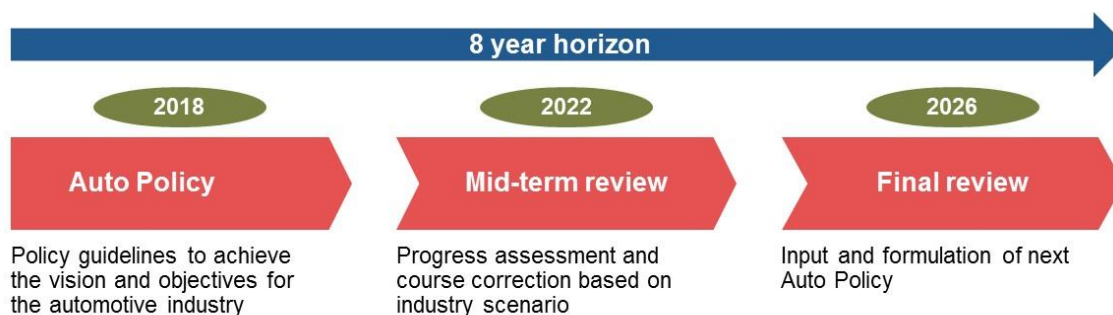 8 year horizon
2018
2022
2026
Auto Policy
Mid-term review
Final review
Policy guidelines to achieve
the vision and objectives for
the automotive industry
Progress assessment and
course correction based on
industry scenario
Input and formulation of next
Auto Policy